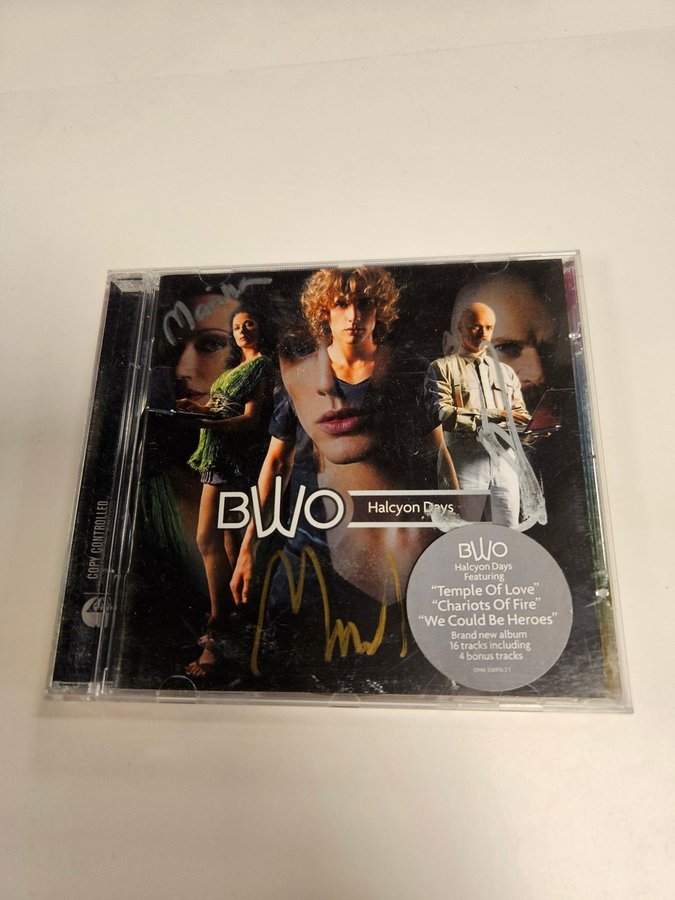 Marina
BWO
Halcyon Days
COPY CONTROLLED
BWO
Halcyon Days
Featuring
"Temple Of Love"
"Chariots Of Fire"
"We Could Be Heroes"
Brand new album
16 tracks including
4 bonus tracks